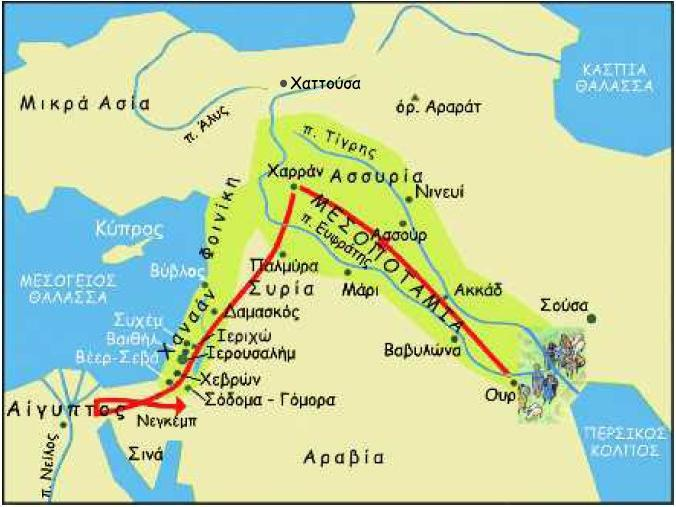 ΚΑΣΠΙΑ
ΘΑΛΑΣΣΑ
Χαττούσα
Μικρά Ασία
όρ. Αραράτ
π. Άλυς
π. Τίγρης
Χαρράν
Ασσυρία
Νινευί
Φοινίκη
ΜΕΣΟΠΟΤΑΜΙΑ
Ασσούρ
Κύπρος
π. Ευφράτης
Βύβλος
Παλμύρα
ΜΕΣΟΓΕΙΟΣ
ΘΑΛΑΣΣΑ
Συρία
Μάρι
Ακκάδ
Σούσα
Χαναάν
Δαμασκός
Συχέμ
Βαιθήλ
Βέερ-Σεβά
Ιεριχώ
Ιερουσαλήμ
Βαβυλώνα
Χεβρών
Ουρ
Σόδομα - Γόμορα
Αίγυπτος
Νεγκέμπ
ΠΕΡΣΙΚΟΣ
ΚΟΛΠΟΣ
Σινά
Αραβία
π. Νείλος